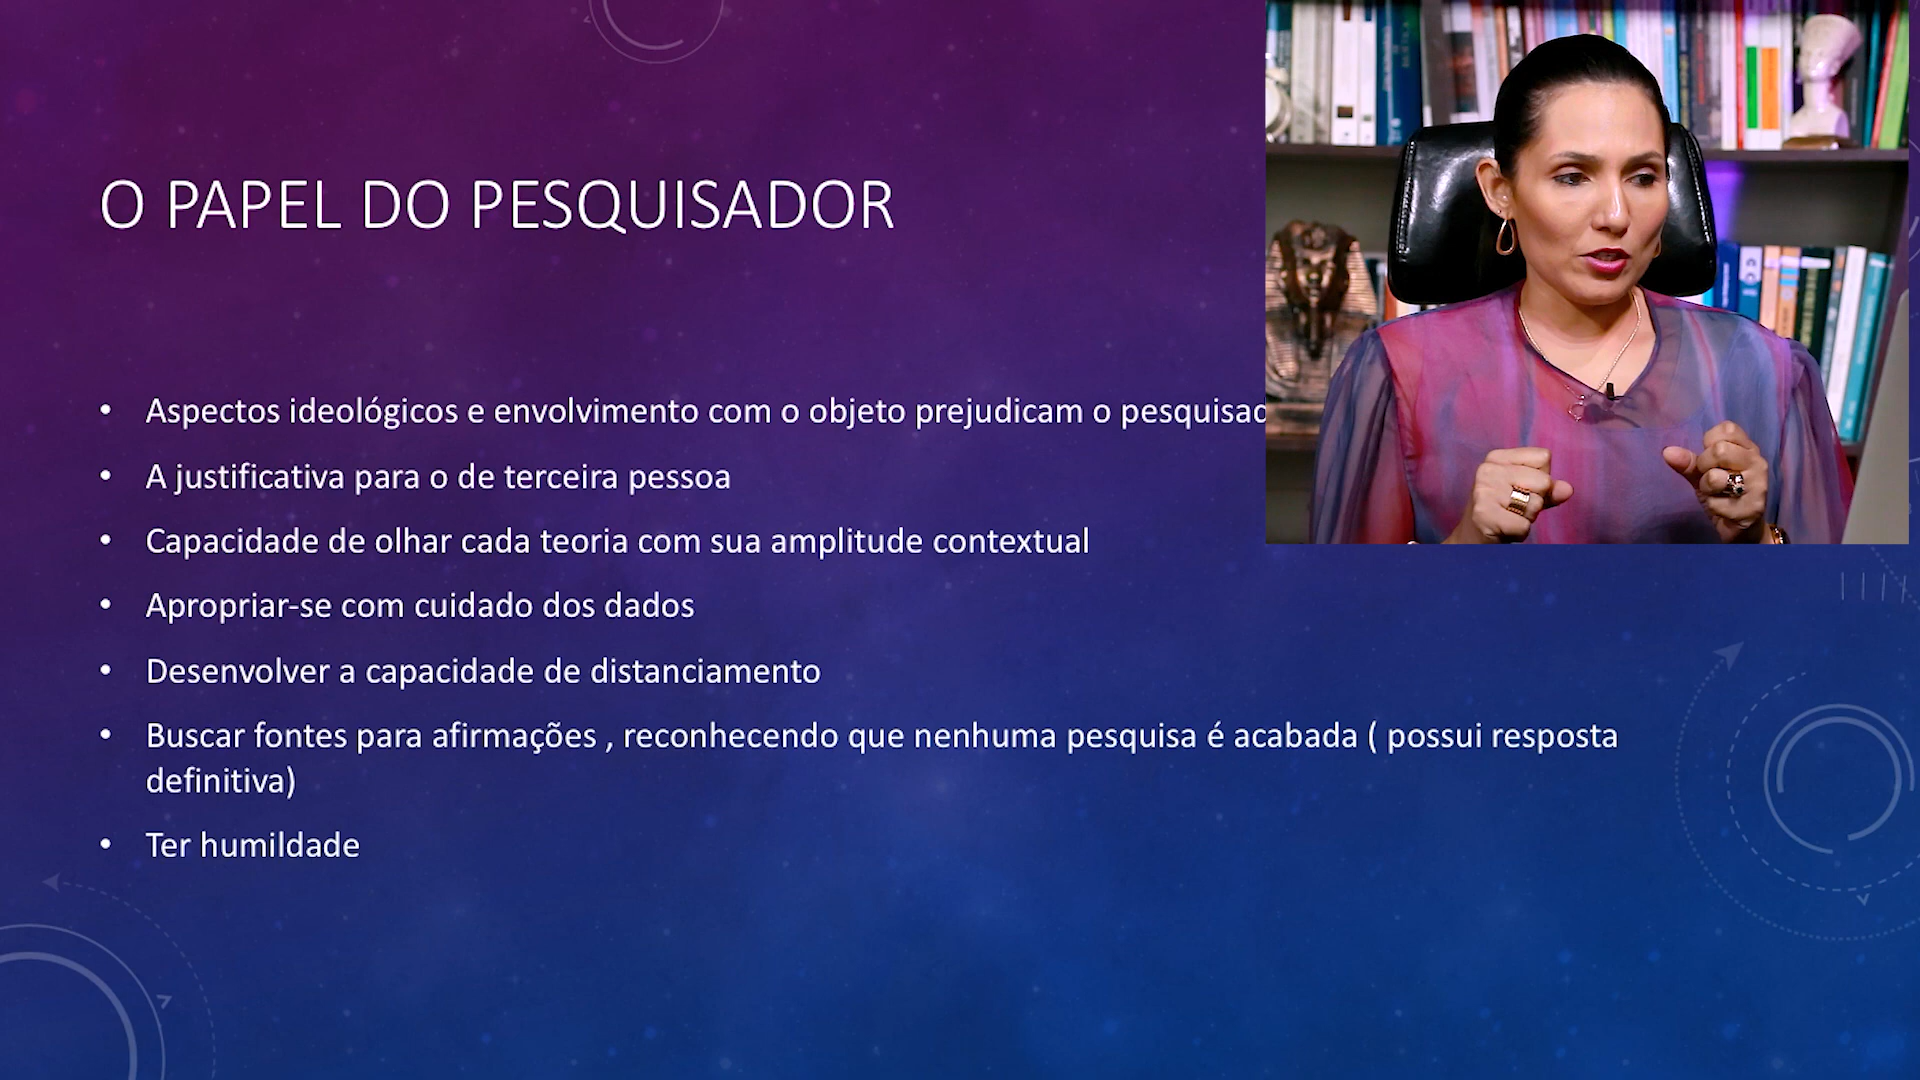 O PAPEL DO PESQUISADOR
• Aspectos ideológicos e envolvimento com o objeto prejudicam o
• A justificativa para o de terceira pessoa
• Capacidade de olhar cada teoria com sua amplitude contextual
• Apropriar-se com cuidado dos dados
• Desenvolver a capacidade de distanciamento
• Buscar fontes para afirmações , reconhecendo que nenhuma pesquisa é acabada ( possui resposta
definitiva)
• Ter humildade